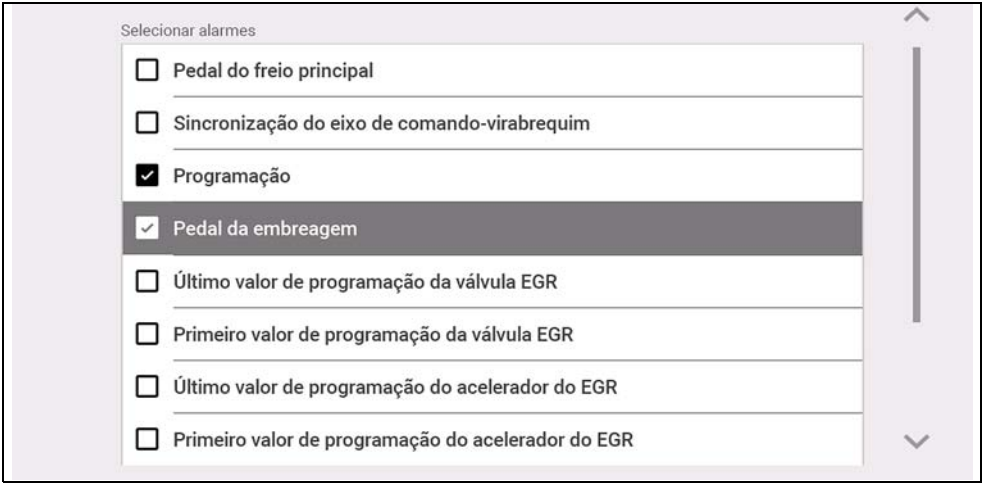 Selecionar alarmes
Pedal do freio principal
Sincronização do eixo de comando-virabrequim
Programação
Pedal da embreagem
Último valor de programação da válvula EGR
Primeiro valor de programação da válvula EGR
Último valor de programação do acelerador do EGR
Primeiro valor de programação do acelerador do EGR